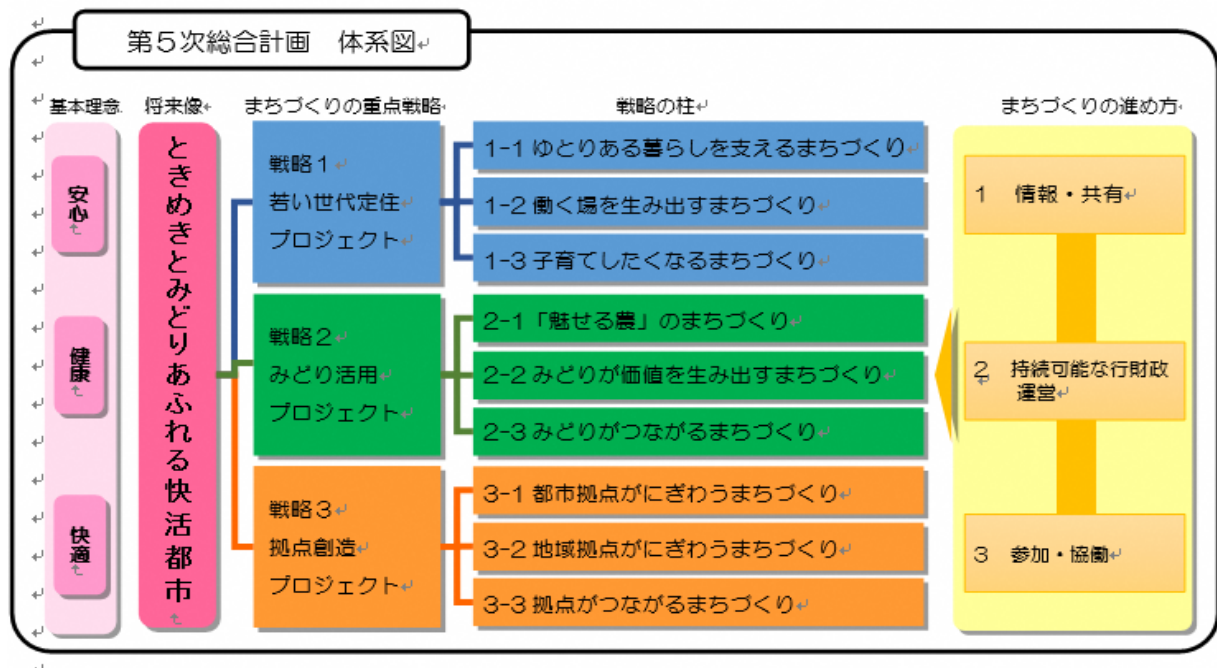 第５次総合計画　体系図
基本理念
将来像
まちづくりの重点戦略
戦略の柱
まちづくりの進め方
安心
健康
快適
ときめきとみどりあふれる快活都市
戦略１
若い世代定住
プロジェクト
1-1 ゆとりある暮らしを支えるまちづくり
1-2 働く場を生み出すまちづくり
1-3 子育てしたくなるまちづくり
戦略２
みどり活用
プロジェクト
2-1「魅せる農」のまちづくり
2-2 みどりが価値を生み出すまちづくり
2-3 みどりがつながるまちづくり
戦略３
拠点創造
プロジェクト
3-1 都市拠点がにぎわうまちづくり
3-2 地域拠点がにぎわうまちづくり
3-3 拠点がつながるまちづくり
１　情報・共有
２　持続可能な行財政
運営
３　参加・協働